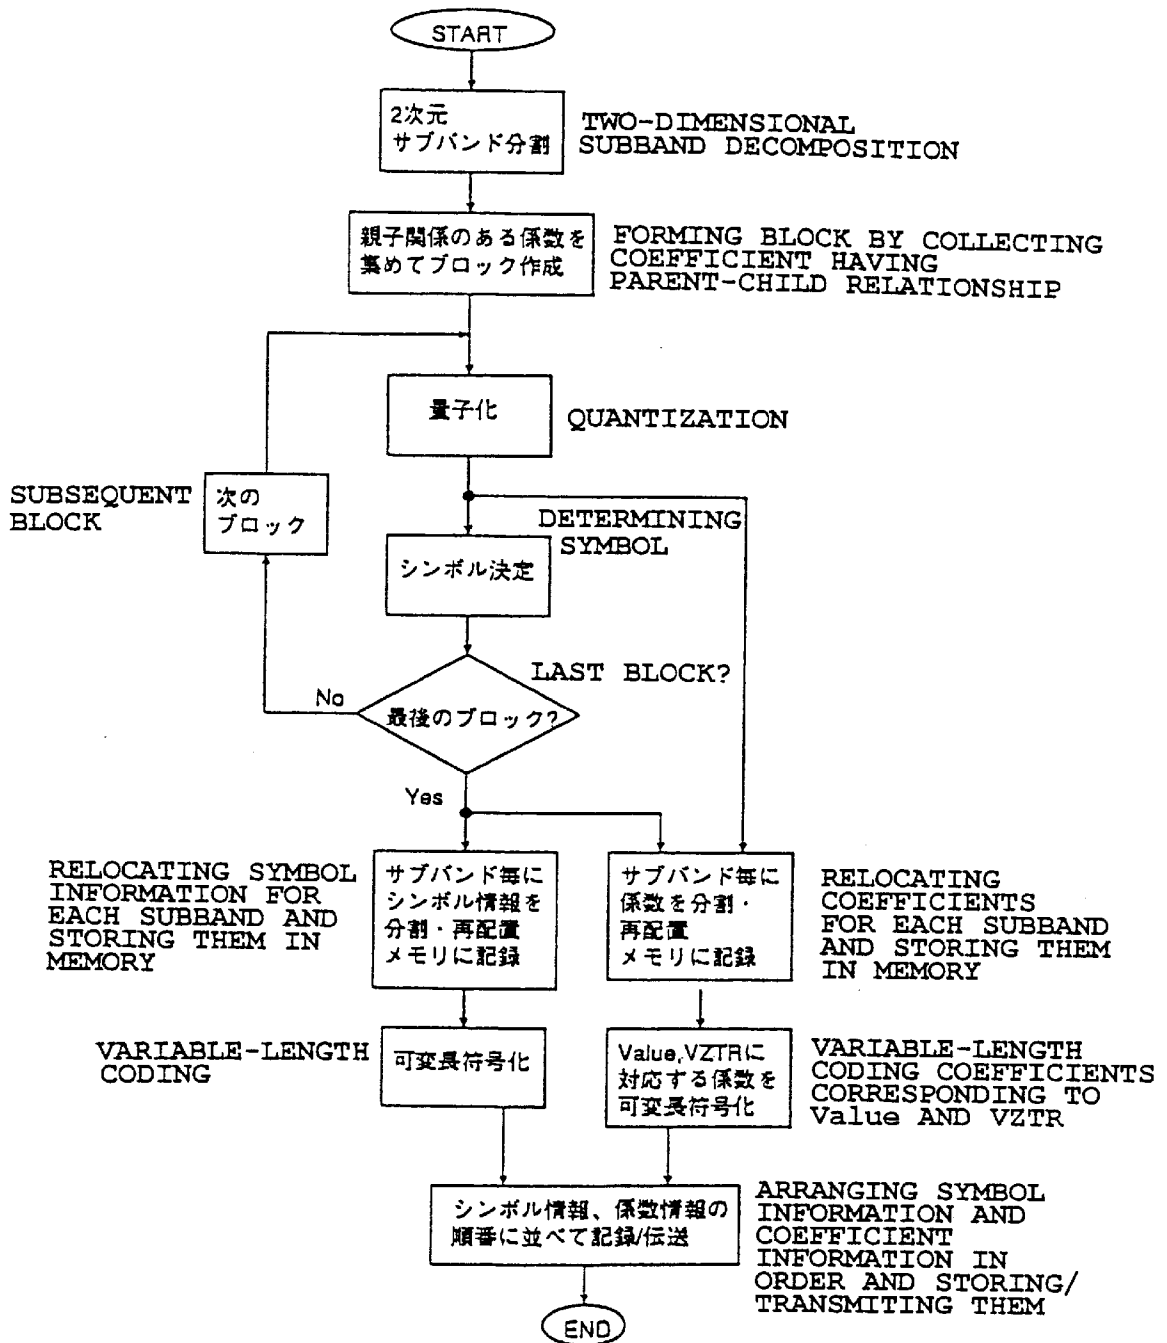 START
2次元
サブバンド分割
TWO-DIMENSIONAL
SUBBAND DECOMPOSITION
親子関係のある係数を
集めてブロック作成
FORMING BLOCK BY COLLECTING
COEFFICIENT HAVING
PARENT-CHILD RELATIONSHIP
量子化
QUANTIZATION
SUBSEQUENT
BLOCK
次の
ブロック
DETERMINING
SYMBOL
シンボル決定
LAST BLOCK?
No
最後のブロック?
Yes
RELOCATING SYMBOL
INFORMATION FOR
EACH SUBBAND AND
STORING THEM IN
MEMORY
サブバンド毎に
シンボル情報を
分割・再配置
メモリに記録
サブバンド毎に
係数を分割・
再配置
メモリに記録
RELOCATING
COEFFICIENTS
FOR EACH SUBBAND
AND STORING THEM
IN MEMORY
VARIABLE-LENGTH
CODING
可変長符号化
Value,VZTRに
対応する係数を
可変長符号化
VARIABLE-LENGTH
CODING COEFFICIENTS
CORRESPONDING TO
Value AND VZTR
シンボル情報、係数情報の
順番に並べて記録/伝送
ARRANGING SYMBOL
INFORMATION AND
COEFFICIENT
INFORMATION IN
ORDER AND STORING/
TRANSMITING THEM
END